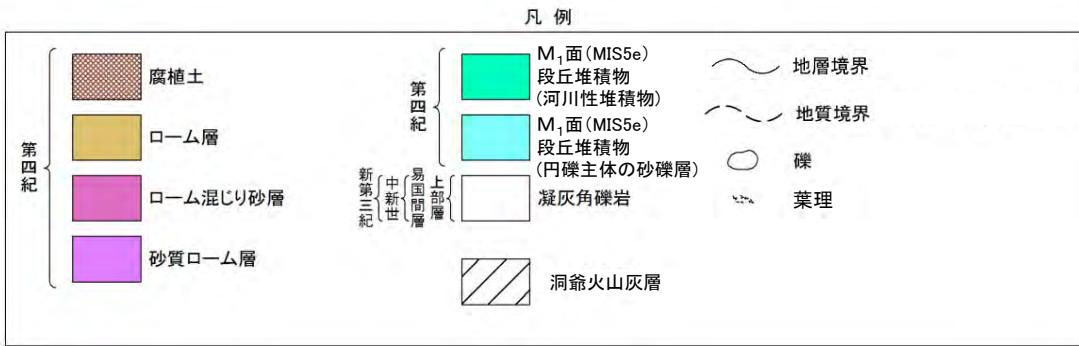 凡 例
第四紀
腐植土
ローム層
ローム混じり砂層
砂質ローム層
第四紀
M₁面(MIS5e)
段丘堆積物
(河川性堆積物)
M₁面(MIS5e)
段丘堆積物
(円礫主体の砂礫層)
新第三紀
中新世
易国間層
上部層
凝灰角礫岩
洞爺火山灰層
地層境界
地質境界
礫
葉理